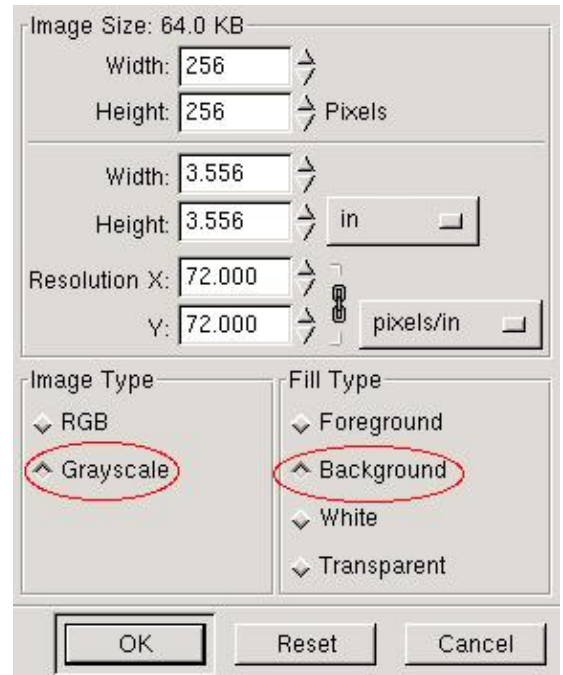 Image Size: 64.0 KB
Width: 256
Height: 256 Pixels
Width: 3.556
Height: 3.556 in
Resolution X: 72.000
Y: 72.000 pixels/in
Image Type
RGB
Grayscale
Fill Type
Foreground
Background
White
Transparent
OK Reset Cancel